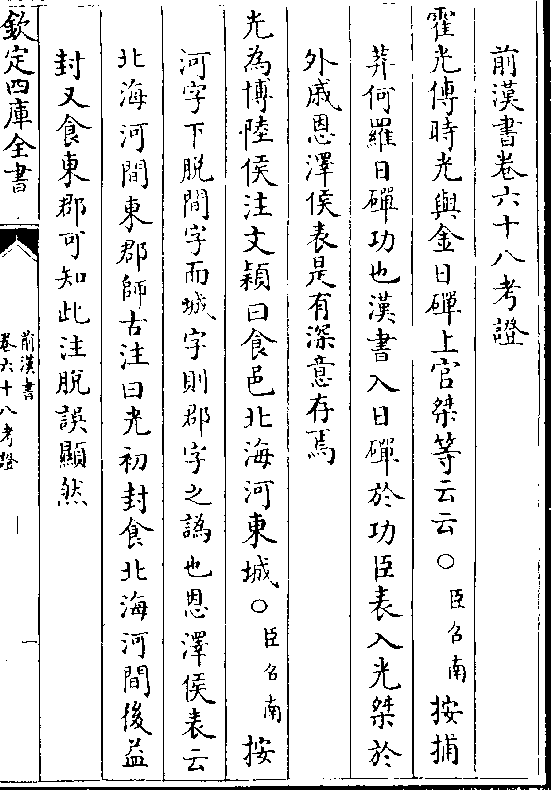 前漢書卷六十八考證
霍光傳時光與金日磾上官桀等云云○臣召南按捕
莽何羅日磾功也漢書入日磾於功臣表入光桀於
外戚恩澤侯表是有深意存焉
光為博陸侯注文穎曰食邑北海河東城○臣召南按
河字下脫間字而城字則郡字之譌也恩澤侯表云
北海河間東郡師古注曰光初封食北海河間後益
封又食東郡可知此注脫誤顯然
欽定四庫全書
前漢書
卷六十八考證
一